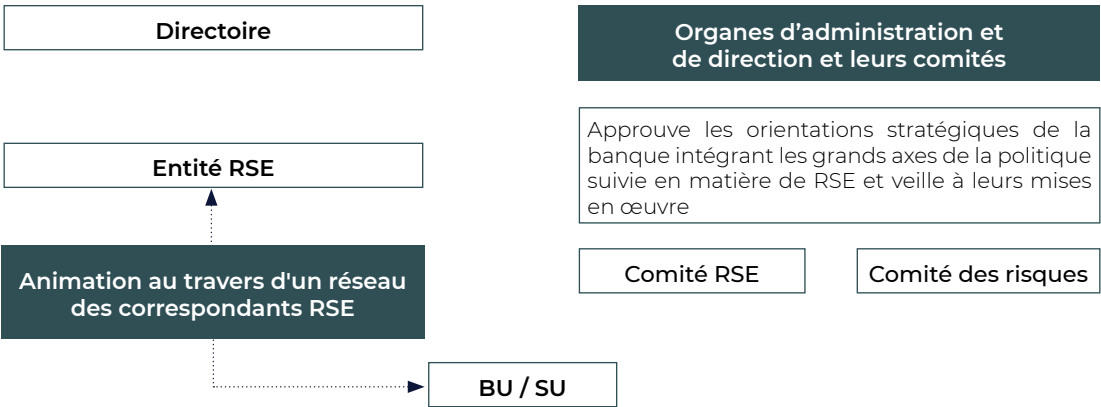 Directoire
Entité RSE
Animation au travers d'un réseau
des correspondants RSE
BU / SU
Organes d’administration et
de direction et leurs comités
Approuve les orientations stratégiques de la
banque intégrant les grands axes de la politique
suivie en matière de RSE et veille à leurs mises
en œuvre
Comité RSE
Comité des risques